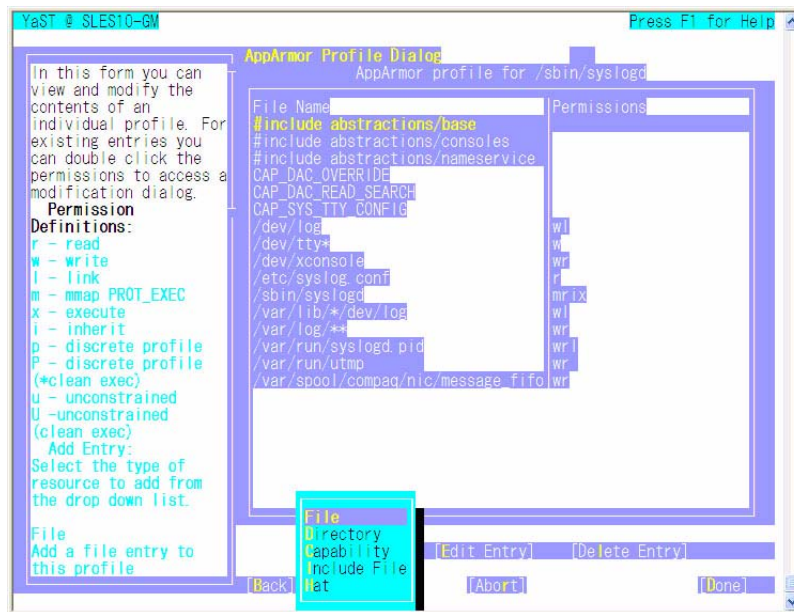 YaST @ SLES10-GM Press F1 for Help
In this form you can
view and modify the
contents of an
individual profile. For
existing entries you
can double click the
permissions to access a
modification dialog.
Permission
Definitions:
r - read
w - write
l - link
m - mmap PROT_EXEC
x - execute
i - inherit
p - discrete profile
P - discrete profile
(*clean exec)
u - unconstrained
U -unconstrained
(clean exec)
Add Entry:
Select the type of
resource to add from
the drop down list.
File
Add a file entry to
this profile
AppArmor Profile Dialog
AppArmor profile for /sbin/syslogd
File Name Permissions
#include abstractions/base
#include abstractions/consoles
#include abstractions/nameservice
CAP_DAC_OVERRIDE
CAP_DAC_READ_SEARCH
CAP_SYS_TTY_CONFIG
/dev/log wl
/dev/tty* w
/dev/xconsole wr
/etc/syslog.conf r
/sbin/syslogd mrix
/var/lib/*/dev/log wl
/var/log/** wr
/var/run/syslogd.pid wrl
/var/run/utmp wr
/var/spool/compaq/nic/message_fifo wr
File
Directory
Capability
Include File
Hat
[Edit Entry] [Delete Entry]
[Back] [Abort] [Done]